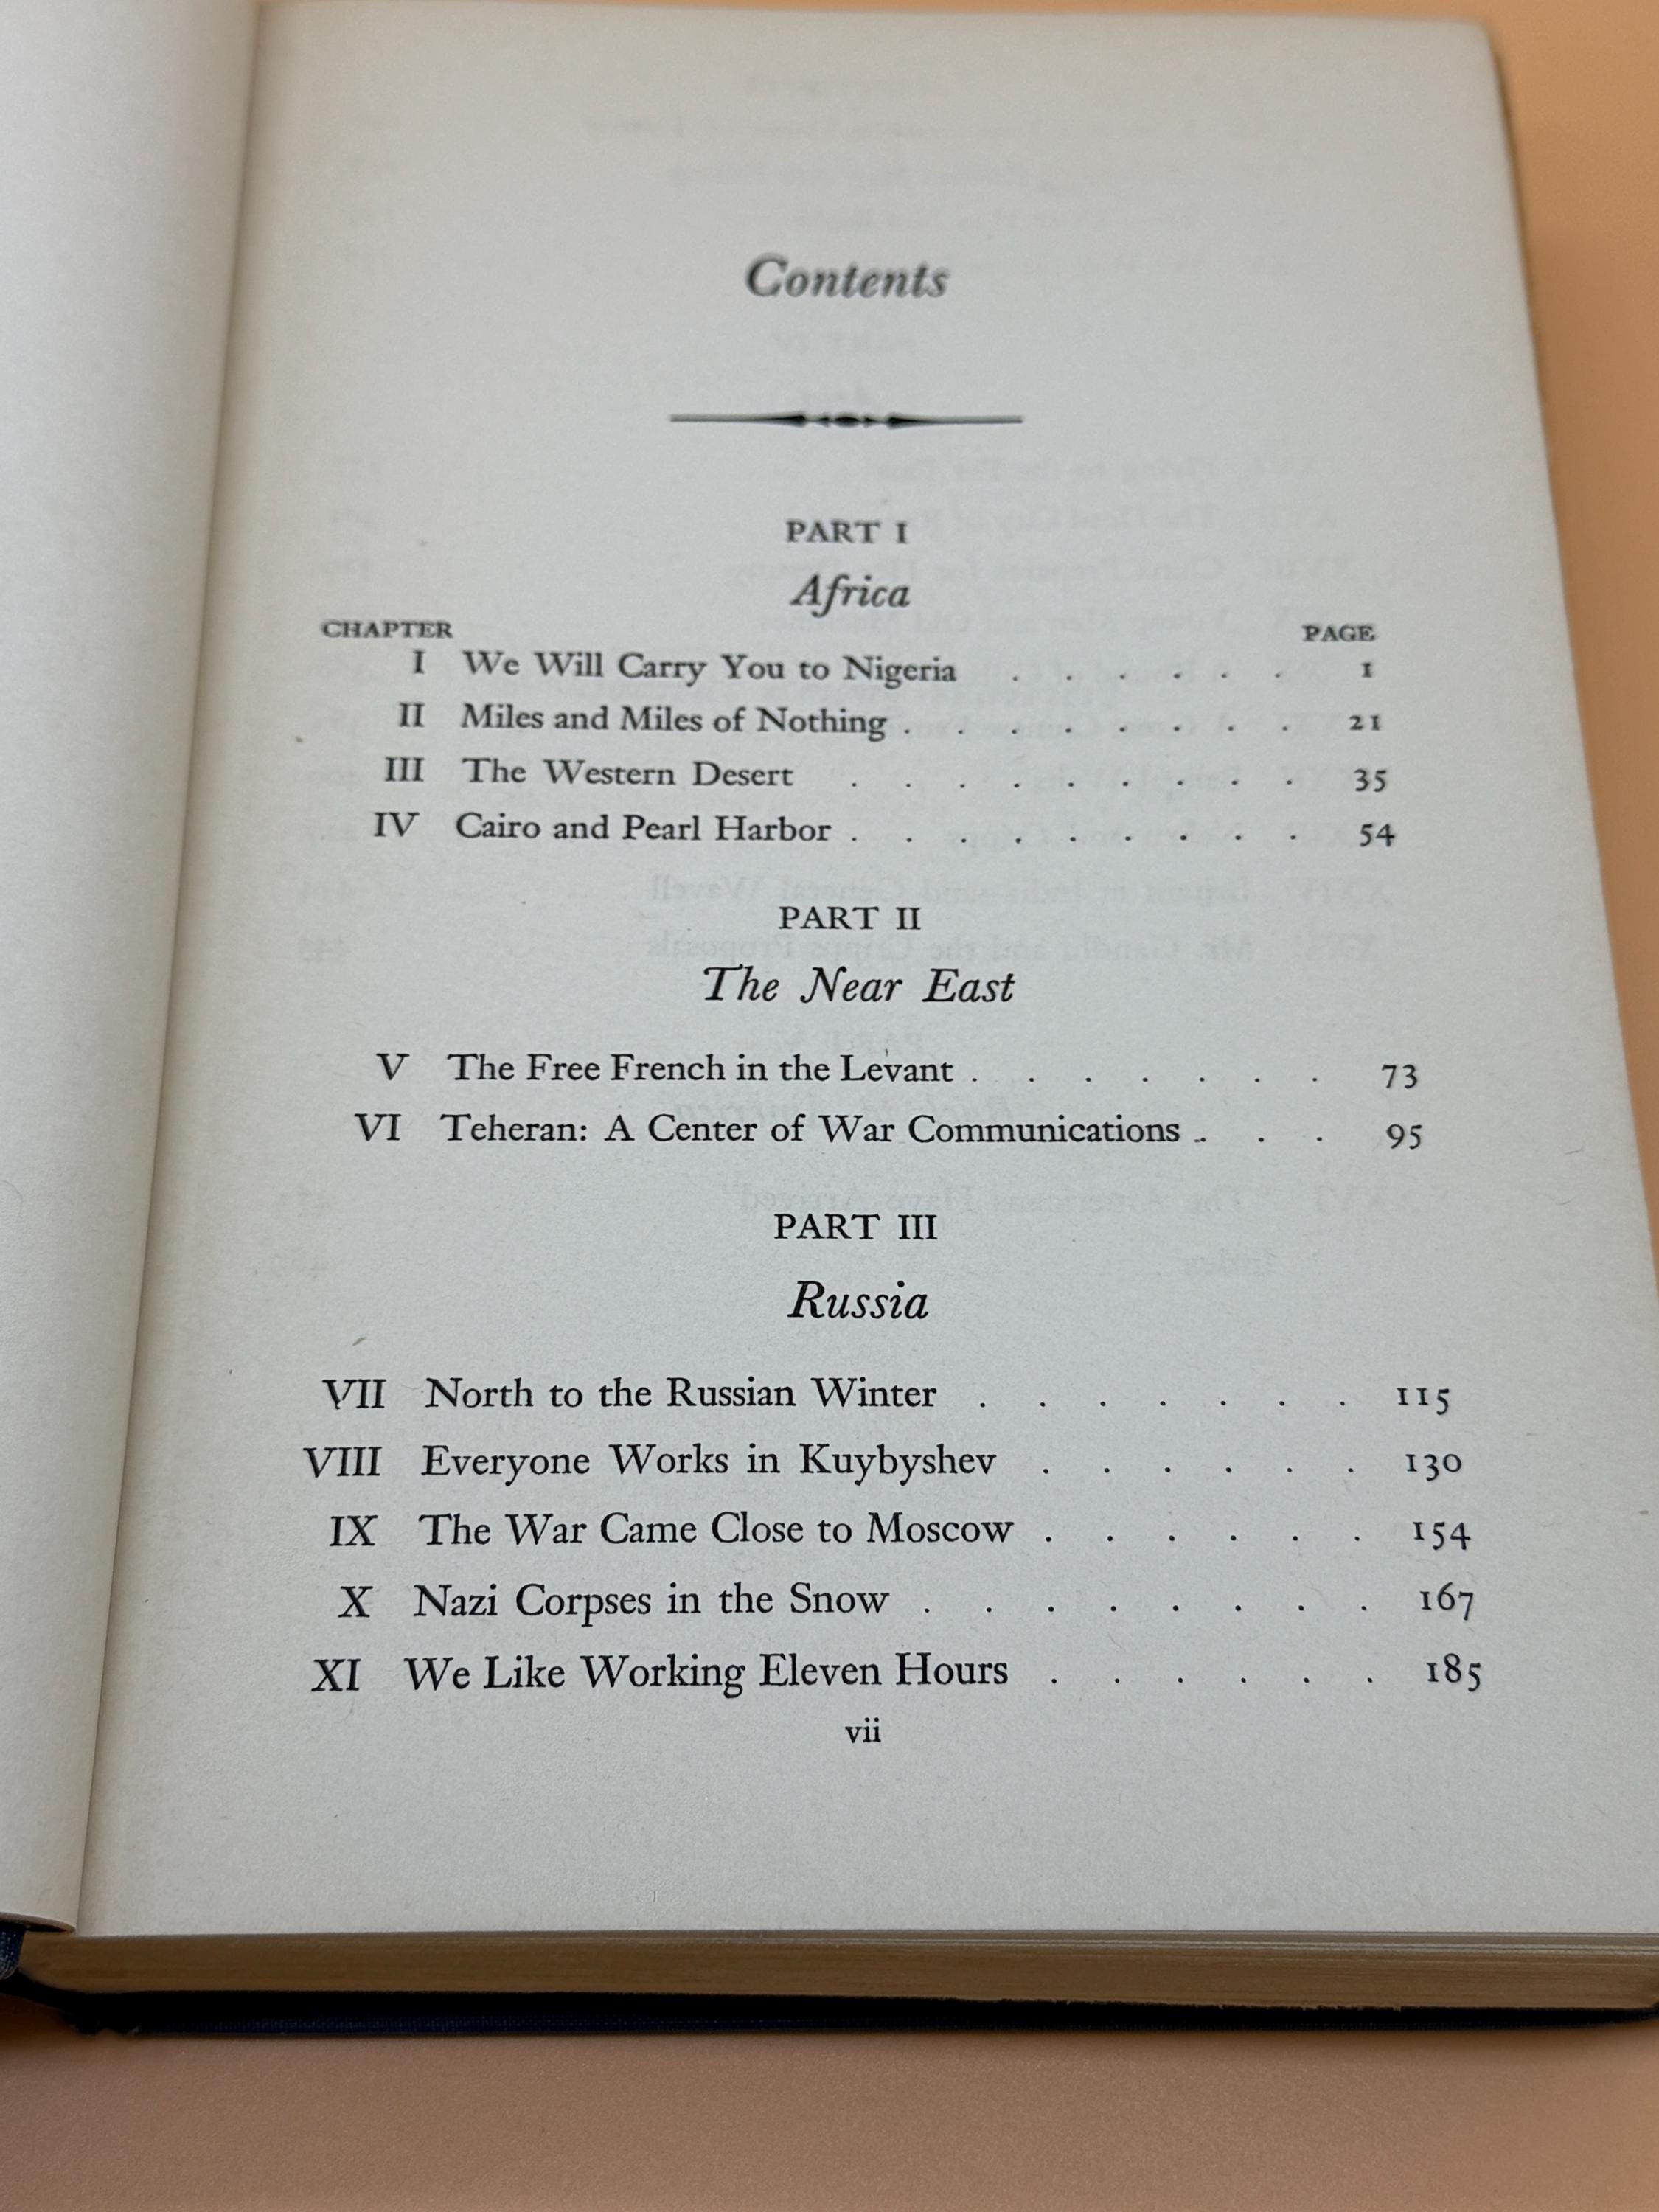 Contents
PART I
Africa
CHAPTER PAGE
I We Will Carry You to Nigeria . . . . . . 1
II Miles and Miles of Nothing . . . . . . . . 21
III The Western Desert . . . . . . . . . 35
IV Cairo and Pearl Harbor . . . . . . . . . 54
PART II
The Near East
V The Free French in the Levant . . . . . . . 73
VI Teheran: A Center of War Communications . . . 95
PART III
Russia
VII North to the Russian Winter . . . . . . . 115
VIII Everyone Works in Kuybyshev . . . . . . 130
IX The War Came Close to Moscow . . . . . . 154
X Nazi Corpses in the Snow . . . . . . . . 167
XI We Like Working Eleven Hours . . . . . . 185
vii